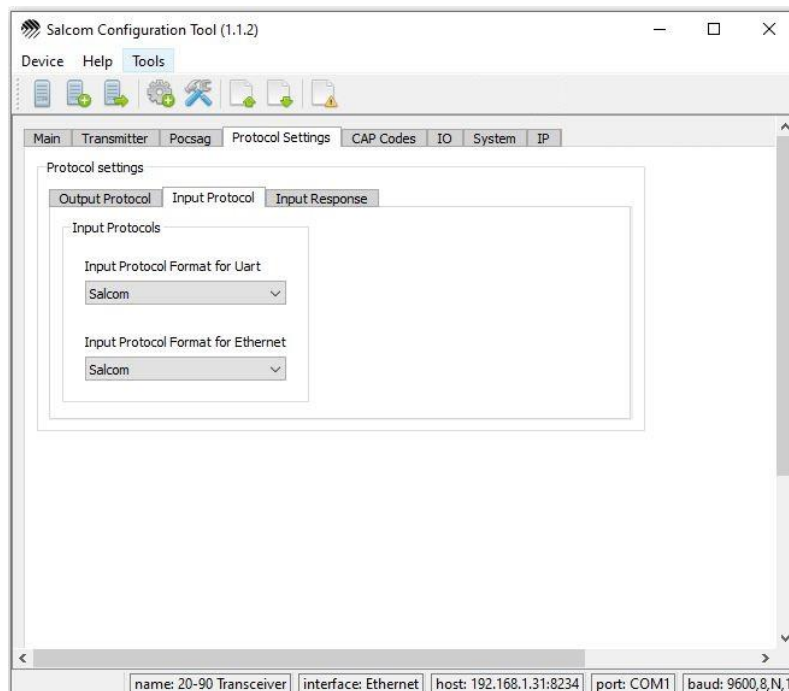 Salcom Configuration Tool (1.1.2)
Device Help Tools
Main Transmitter Pocsag Protocol Settings CAP Codes IO System IP
Protocol settings
Output Protocol Input Protocol Input Response
Input Protocols
Input Protocol Format for Uart
Salcom
Input Protocol Format for Ethernet
Salcom
name: 20-90 Transceiver interface: Ethernet host: 192.168.1.31:8234 port: COM1 baud: 9600,8,N,1